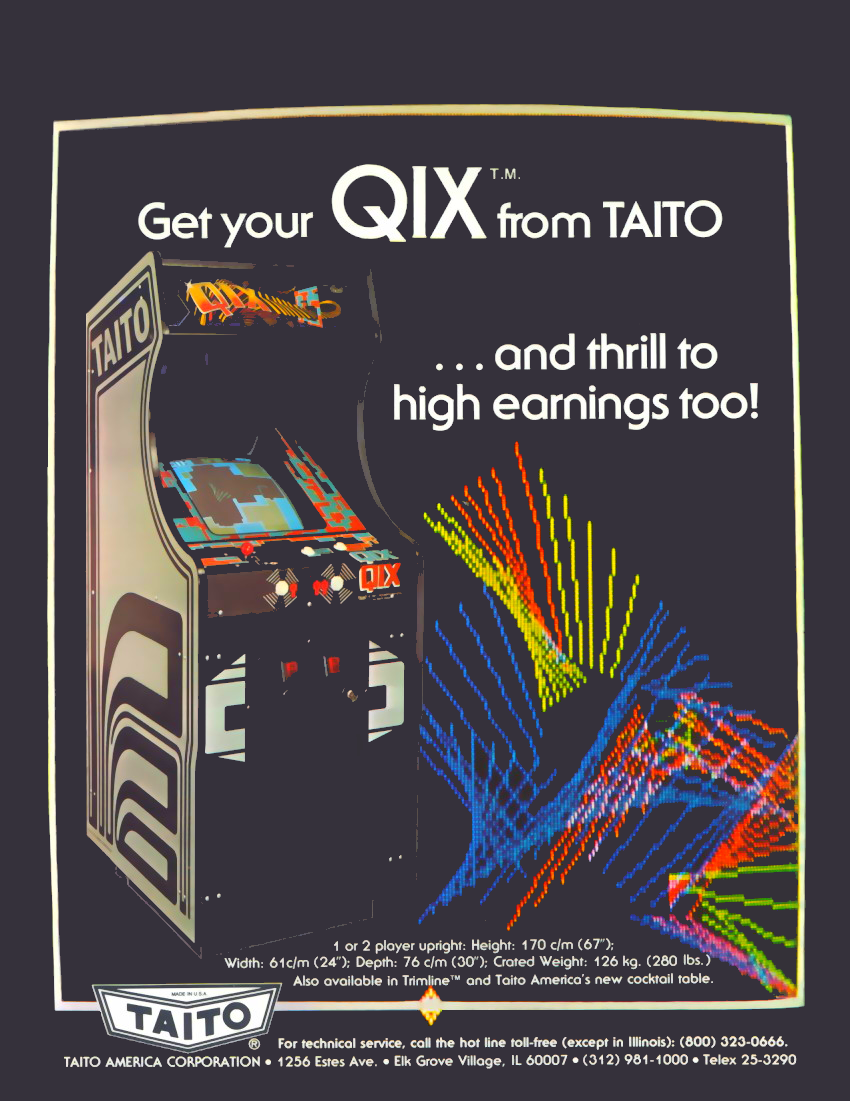 Get your QIX T.M. from TAITO
TAITO
QIX
. . . and thrill to
high earnings too!
QIX
QIX
1 or 2 player upright: Height: 170 c/m (67");
Width: 61c/m (24"); Depth: 76 c/m (30"); Crated Weight: 126 kg. (280 lbs.)
Also available in Trimline™ and Taito America's new cocktail table.
MADE IN U.S.A.
TAITO ®
For technical service, call the hot line toll-free (except in Illinois): (800) 323-0666.
TAITO AMERICA CORPORATION • 1256 Estes Ave. • Elk Grove Village, IL 60007 • (312) 981-1000 • Telex 25-3290